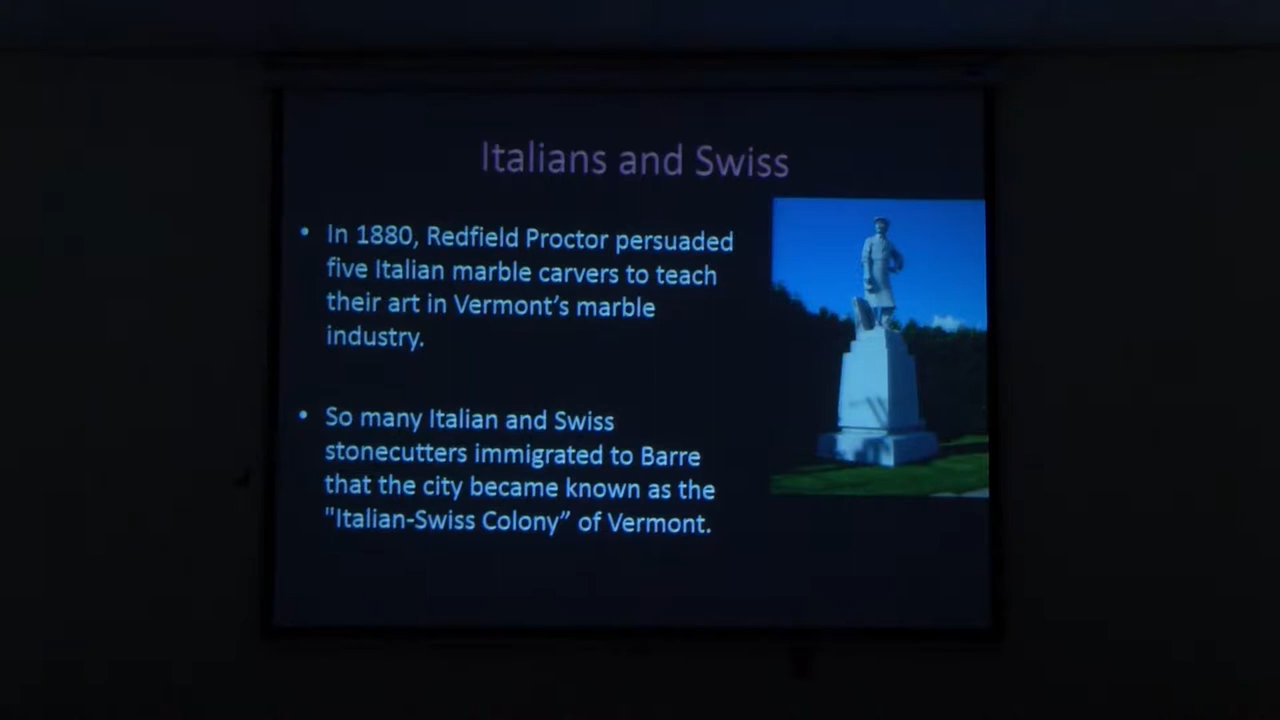 Italians and Swiss
• In 1880, Redfield Proctor persuaded
five Italian marble carvers to teach
their art in Vermont’s marble
industry.
• So many Italian and Swiss
stonecutters immigrated to Barre
that the city became known as the
"Italian-Swiss Colony” of Vermont.